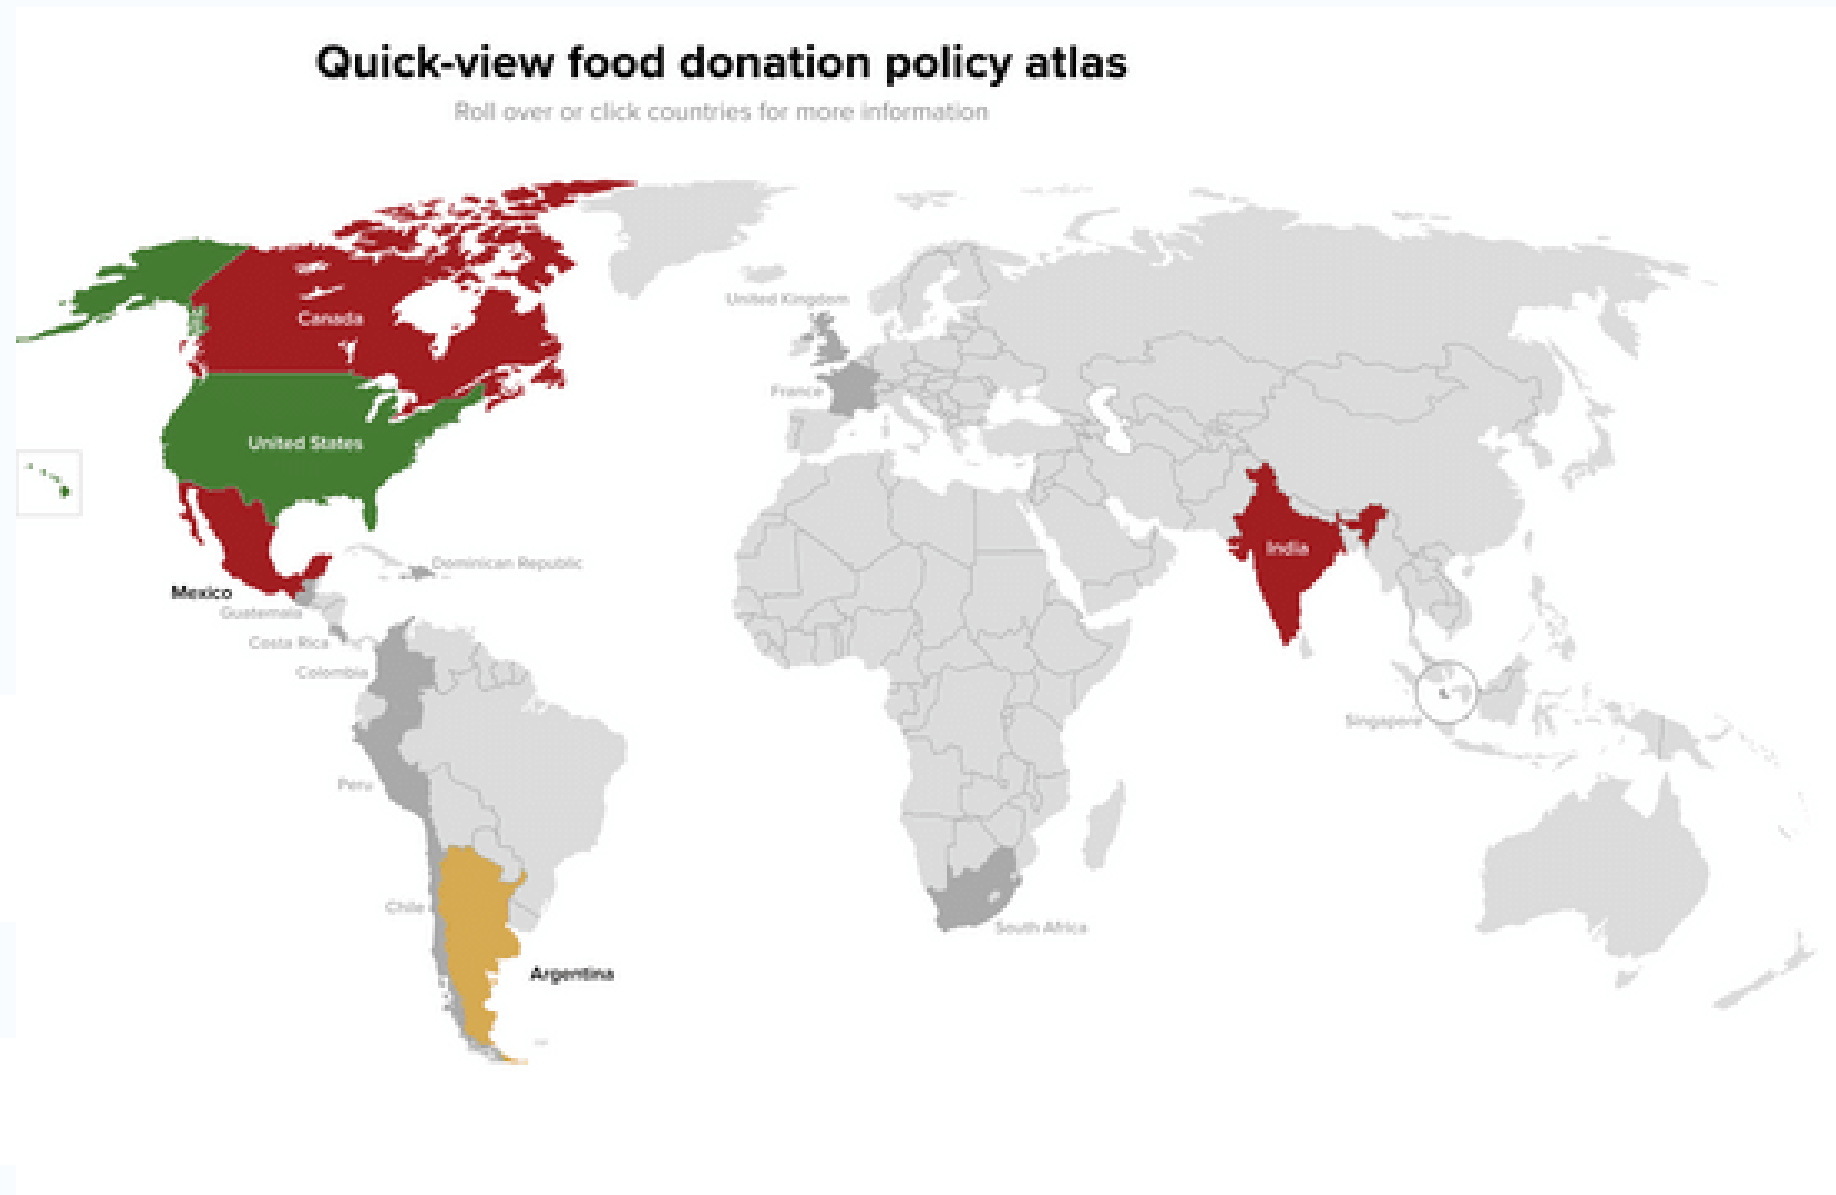 Quick-view food donation policy atlas
Roll over or click countries for more information
United Kingdom
Canada
France
United States
India
Dominican Republic
Mexico
Guatemala
Costa Rica
Colombia
Singapore
Peru
Chile
South Africa
Argentina